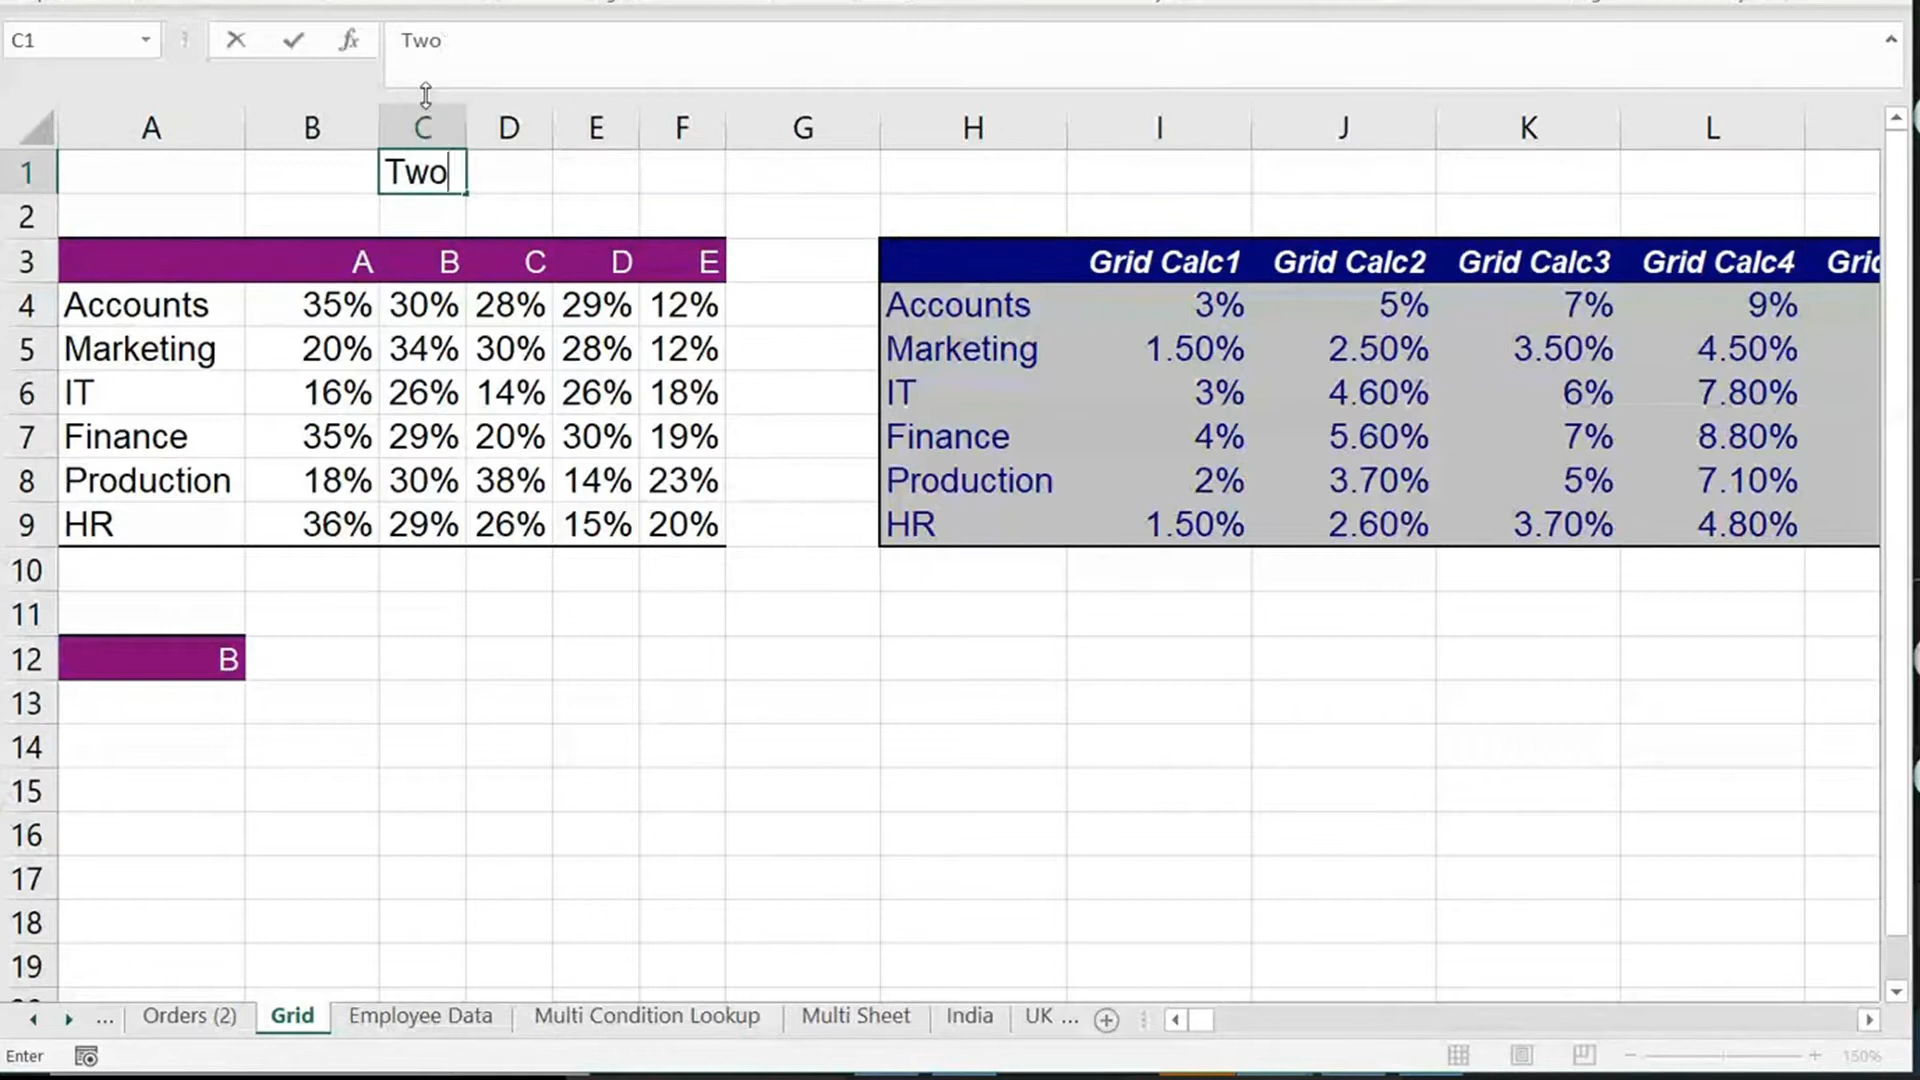 C1 fx Two
A B C D E F G H I J K L
1 Two
2
3 A B C D E Grid Calc1 Grid Calc2 Grid Calc3 Grid Calc4
4 Accounts 35% 30% 28% 29% 12% Accounts 3% 5% 7% 9%
5 Marketing 20% 34% 30% 28% 12% Marketing 1.50% 2.50% 3.50% 4.50%
6 IT 16% 26% 14% 26% 18% IT 3% 4.60% 6% 7.80%
7 Finance 35% 29% 20% 30% 19% Finance 4% 5.60% 7% 8.80%
8 Production 18% 30% 38% 14% 23% Production 2% 3.70% 5% 7.10%
9 HR 36% 29% 26% 15% 20% HR 1.50% 2.60% 3.70% 4.80%
10
11
12 B
13
14
15
16
17
18
19
... Orders (2) Grid Employee Data Multi Condition Lookup Multi Sheet India UK ...
Enter 150%